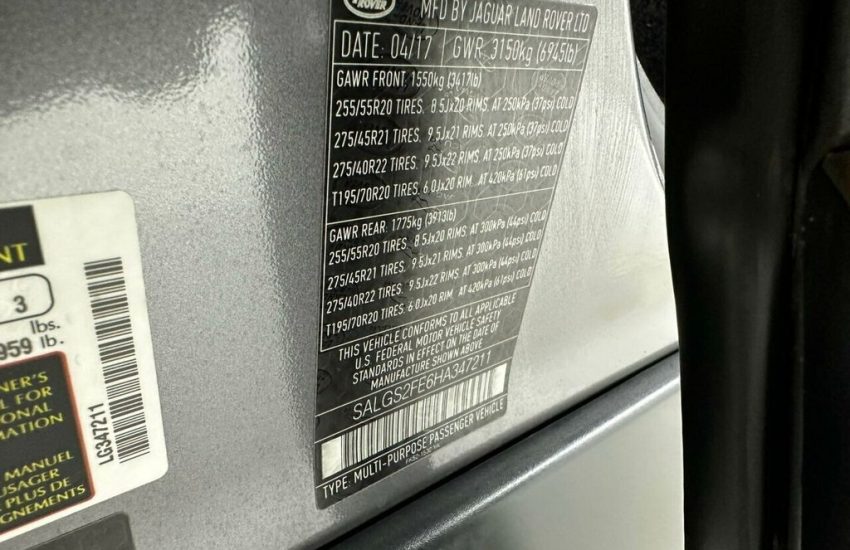 ROVER
MFD BY JAGUAR LAND ROVER LTD
DATE: 04/17 GWR 3150kg (6945lb)
GAWR FRONT: 1550kg (3417lb)
255/55R20 TIRES. 8.5Jx20 RIMS. AT 250kPa (37psi) COLD
275/45R21 TIRES. 9.5Jx21 RIMS. AT 250kPa (37psi) COLD
275/40R22 TIRES. 9.5Jx22 RIMS. AT 250kPa (37psi) COLD
T195/70R20 TIRES. 6.0Jx20 RIM. AT 420kPa (61psi) COLD
GAWR REAR: 1775kg (3913lb)
255/55R20 TIRES. 8.5Jx20 RIMS. AT 300kPa (44psi) COLD
275/45R21 TIRES. 9.5Jx21 RIMS. AT 300kPa (44psi) COLD
275/40R22 TIRES. 9.5Jx22 RIMS. AT 300kPa (44psi) COLD
T195/70R20 TIRES. 6.0Jx20 RIM. AT 420kPa (61psi) COLD
THIS VEHICLE CONFORMS TO ALL APPLICABLE
U.S. FEDERAL MOTOR VEHICLE SAFETY
STANDARDS IN EFFECT ON THE DATE OF
MANUFACTURE SHOWN ABOVE
SALGS2FE6HA347211
TYPE: MULTI-PURPOSE PASSENGER VEHICLE
NT
3
lbs.
959 lb.
NER'S
L FOR
IONAL
MATION
MANUEL
USAGER
PLUS DE
GNEMENTS
LG347211